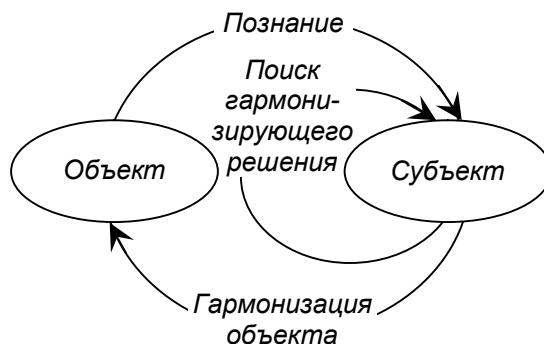 Познание
Поиск
гармони-
зирующего
решения
Объект
Субъект
Гармонизация
объекта